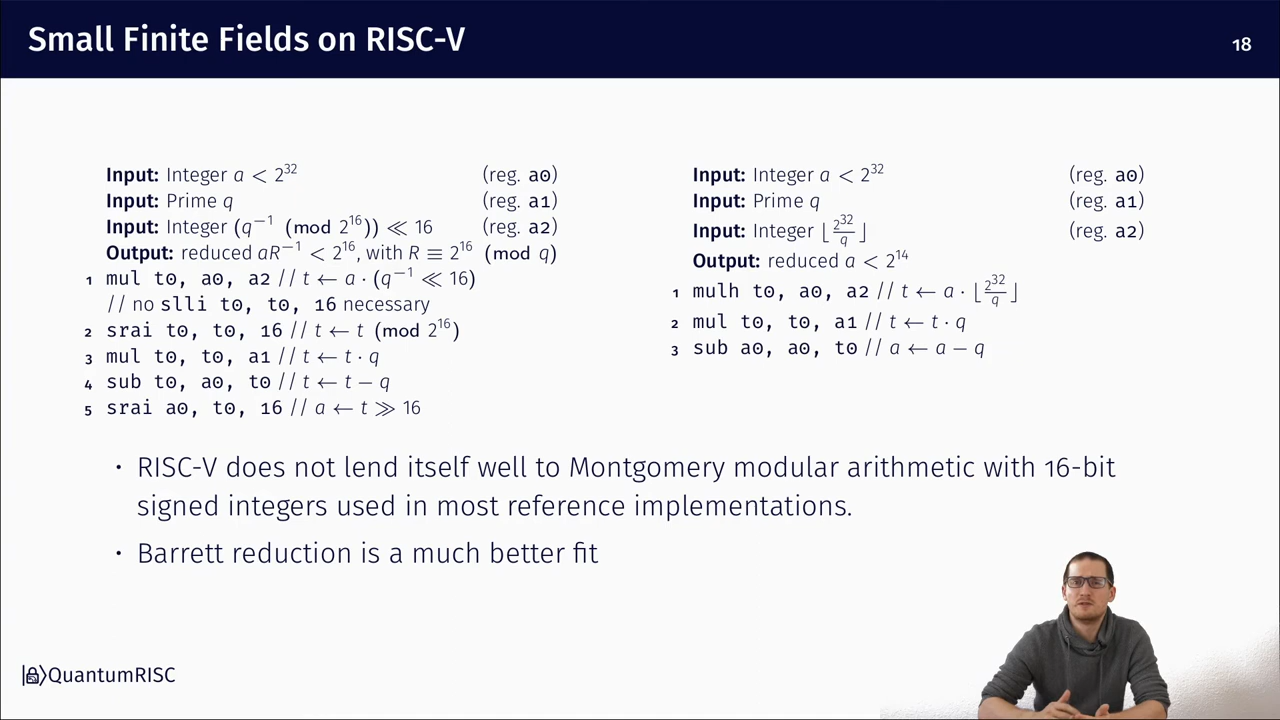 Small Finite Fields on RISC-V
18
Input: Integer a < 2^32 (reg. a0)
Input: Prime q (reg. a1)
Input: Integer (q^−1 (mod 2^16)) ≪ 16 (reg. a2)
Output: reduced aR^−1 < 2^16, with R ≡ 2^16 (mod q)
1 mul t0, a0, a2 // t ← a · (q^−1 ≪ 16)
// no slli t0, t0, 16 necessary
2 srai t0, t0, 16 // t ← t (mod 2^16)
3 mul t0, t0, a1 // t ← t · q
4 sub t0, a0, t0 // t ← t − q
5 srai a0, t0, 16 // a ← t ≫ 16
Input: Integer a < 2^32 (reg. a0)
Input: Prime q (reg. a1)
Input: Integer ⌊2^32/q⌋ (reg. a2)
Output: reduced a < 2^14
1 mulh t0, a0, a2 // t ← a · ⌊2^32/q⌋
2 mul t0, t0, a1 // t ← t · q
3 sub a0, a0, t0 // a ← a − q
• RISC-V does not lend itself well to Montgomery modular arithmetic with 16-bit
signed integers used in most reference implementations.
• Barrett reduction is a much better fit
QuantumRISC